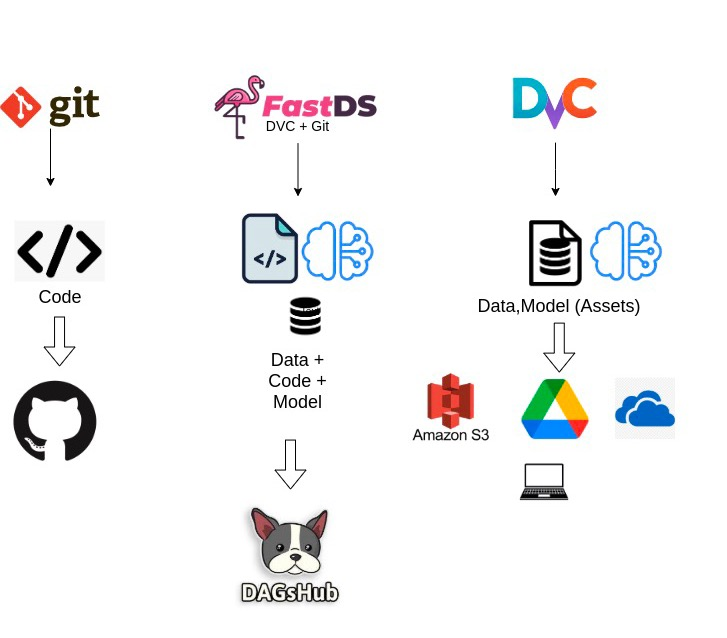 git
FastDS
DVC + Git
DVC
</>
Code
</>
Data +
Code +
Model
Data,Model (Assets)
Amazon S3
DAGsHub